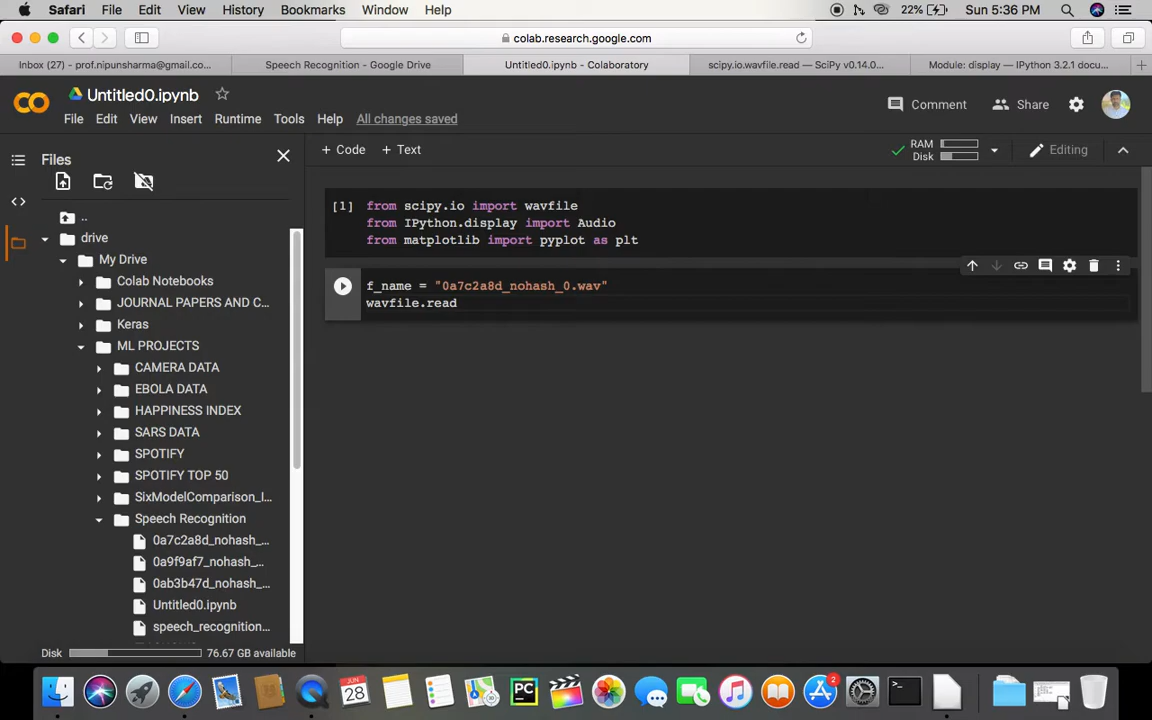 Safari File Edit View History Bookmarks Window Help 22% Sun 5:36 PM
colab.research.google.com
Inbox (27) - prof.nipunsharma@gmail.co... Speech Recognition - Google Drive Untitled0.ipynb - Colaboratory scipy.io.wavfile.read — SciPy v0.14.0... Module: display — IPython 3.2.1 docu...
Untitled0.ipynb
Comment Share
File Edit View Insert Runtime Tools Help All changes saved
Files
+ Code + Text
RAM
Disk
Editing
..
drive
My Drive
Colab Notebooks
JOURNAL PAPERS AND C...
Keras
ML PROJECTS
CAMERA DATA
EBOLA DATA
HAPPINESS INDEX
SARS DATA
SPOTIFY
SPOTIFY TOP 50
SixModelComparison_I...
Speech Recognition
0a7c2a8d_nohash_...
0a9f9af7_nohash_...
0ab3b47d_nohash_...
Untitled0.ipynb
speech_recognition...
Disk 76.67 GB available
[1] from scipy.io import wavfile
from IPython.display import Audio
from matplotlib import pyplot as plt
f_name = "0a7c2a8d_nohash_0.wav"
wavfile.read
JUN
28
PC
2